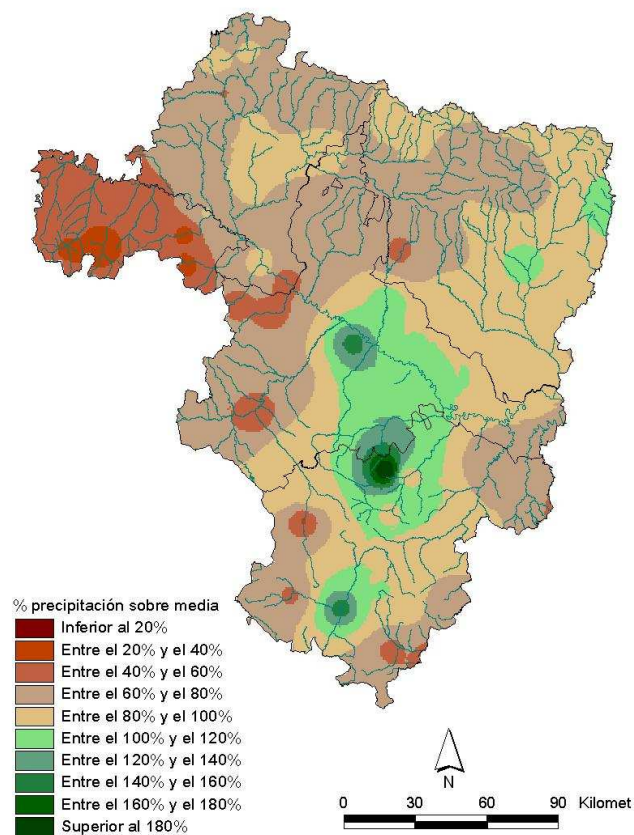 % precipitación sobre media
Inferior al 20%
Entre el 20% y el 40%
Entre el 40% y el 60%
Entre el 60% y el 80%
Entre el 80% y el 100%
Entre el 100% y el 120%
Entre el 120% y el 140%
Entre el 140% y el 160%
Entre el 160% y el 180%
Superior al 180%
N
0 30 60 90 Kilomet